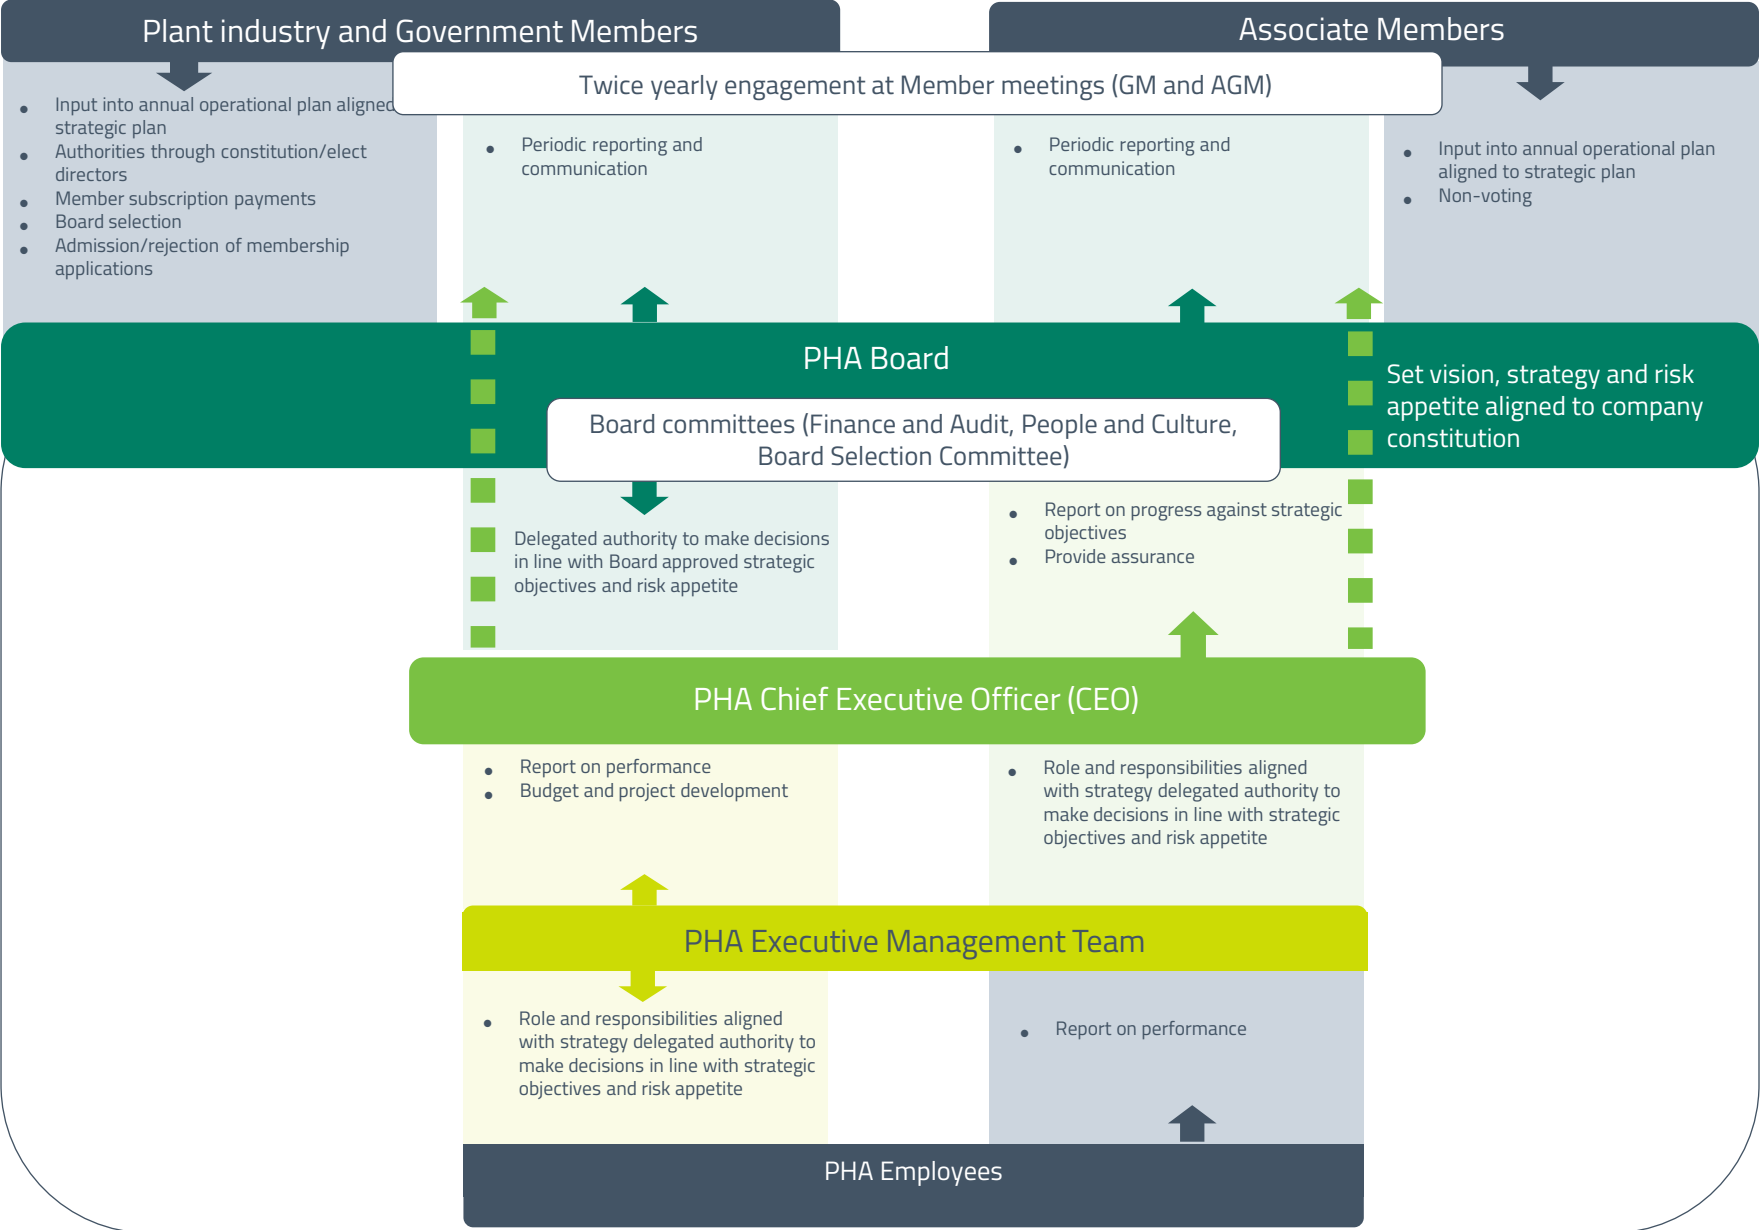 Plant industry and Government Members
Associate Members
Twice yearly engagement at Member meetings (GM and AGM)
• Input into annual operational plan aligned
strategic plan
• Authorities through constitution/elect
directors
• Member subscription payments
• Board selection
• Admission/rejection of membership
applications
• Periodic reporting and
communication
• Periodic reporting and
communication
• Input into annual operational plan
aligned to strategic plan
• Non-voting
PHA Board
Set vision, strategy and risk
appetite aligned to company
constitution
Board committees (Finance and Audit, People and Culture,
Board Selection Committee)
Delegated authority to make decisions
in line with Board approved strategic
objectives and risk appetite
• Report on progress against strategic
objectives
• Provide assurance
PHA Chief Executive Officer (CEO)
• Report on performance
• Budget and project development
• Role and responsibilities aligned
with strategy delegated authority to
make decisions in line with strategic
objectives and risk appetite
PHA Executive Management Team
• Role and responsibilities aligned
with strategy delegated authority to
make decisions in line with strategic
objectives and risk appetite
• Report on performance
PHA Employees